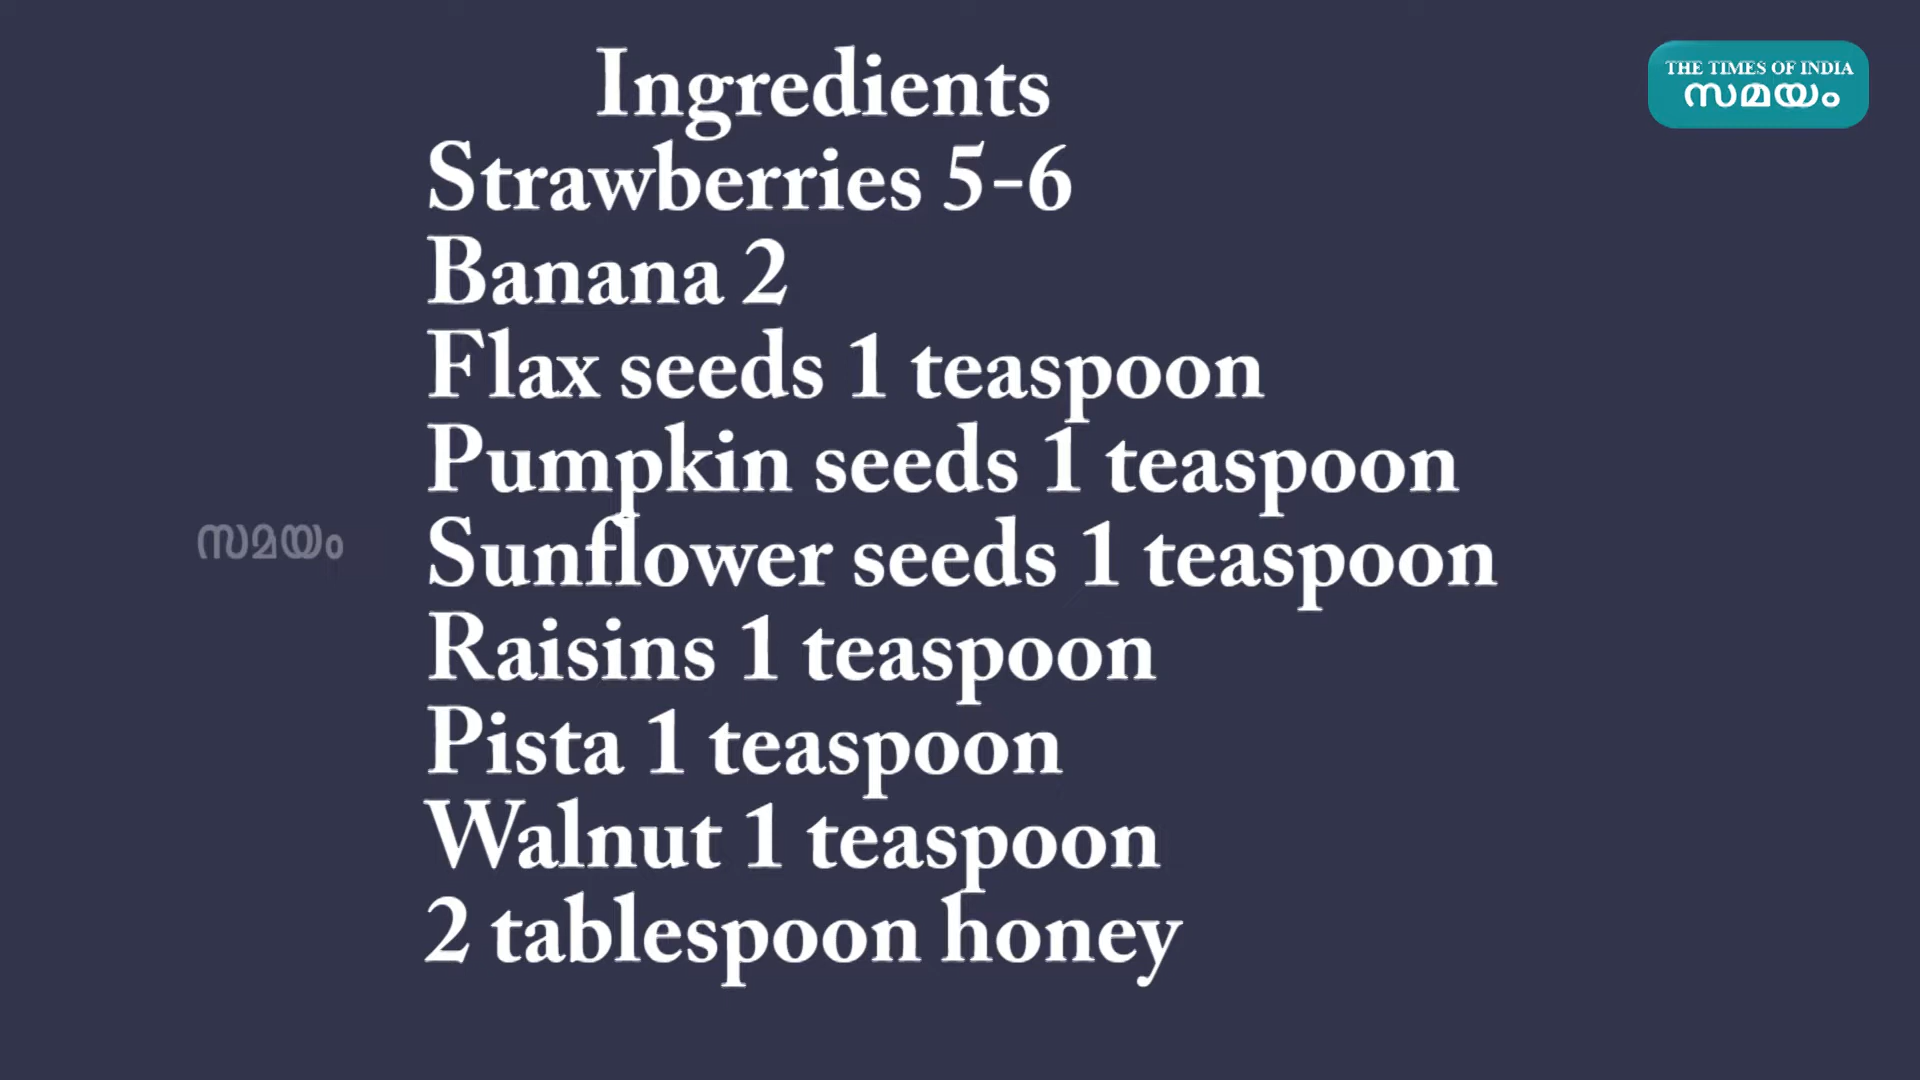 THE TIMES OF INDIA
സമയം
Ingredients
Strawberries 5-6
Banana 2
Flax seeds 1 teaspoon
Pumpkin seeds 1 teaspoon
Sunflower seeds 1 teaspoon
സമയം
Raisins 1 teaspoon
Pista 1 teaspoon
Walnut 1 teaspoon
2 tablespoon honey